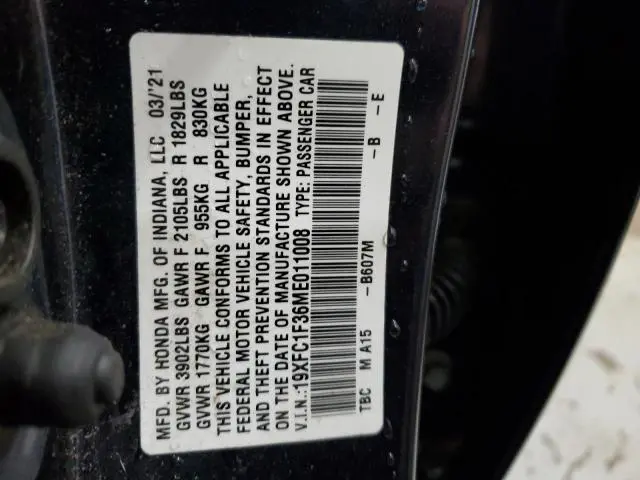 MFD. BY HONDA MFG. OF INDIANA, LLC 03/'21
GVWR 3902LBS GAWR F 2105LBS R 1829LBS
GVWR 1770KG GAWR F 955KG R 830KG
THIS VEHICLE CONFORMS TO ALL APPLICABLE
FEDERAL MOTOR VEHICLE SAFETY, BUMPER,
AND THEFT PREVENTION STANDARDS IN EFFECT
ON THE DATE OF MANUFACTURE SHOWN ABOVE.
V.I.N.:19XFC1F36ME011008 TYPE: PASSENGER CAR
TBC M A15 -B607M -B -E